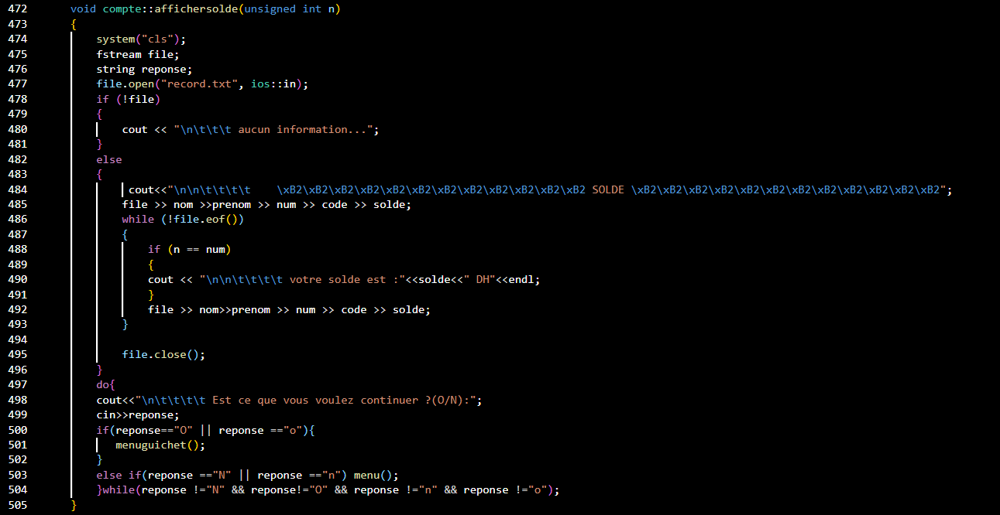 472 void compte::affichersolde(unsigned int n)
473 {
474 system("cls");
475 fstream file;
476 string reponse;
477 file.open("record.txt", ios::in);
478 if (!file)
479 {
480 cout << "\n\t\t\t aucun information...";
481 }
482 else
483 {
484 cout<<"\n\n\t\t\t\t    \xB2\xB2\xB2\xB2\xB2\xB2\xB2\xB2\xB2\xB2\xB2\xB2 SOLDE \xB2\xB2\xB2\xB2\xB2\xB2\xB2\xB2\xB2\xB2\xB2\xB2";
485 file >> nom >>prenom >> num >> code >> solde;
486 while (!file.eof())
487 {
488 if (n == num)
489 {
490 cout << "\n\n\t\t\t\t votre solde est :"<<solde<<" DH"<<endl;
491 }
492 file >> nom>>prenom >> num >> code >> solde;
493 }
494
495 file.close();
496 }
497 do{
498 cout<<"\n\t\t\t\t Est ce que vous voulez continuer ?(O/N):";
499 cin>>reponse;
500 if(reponse=="O" || reponse =="o"){
501 menuguichet();
502 }
503 else if(reponse =="N" || reponse =="n") menu();
504 }while(reponse !="N" && reponse!="O" && reponse !="n" && reponse !="o");
505 }